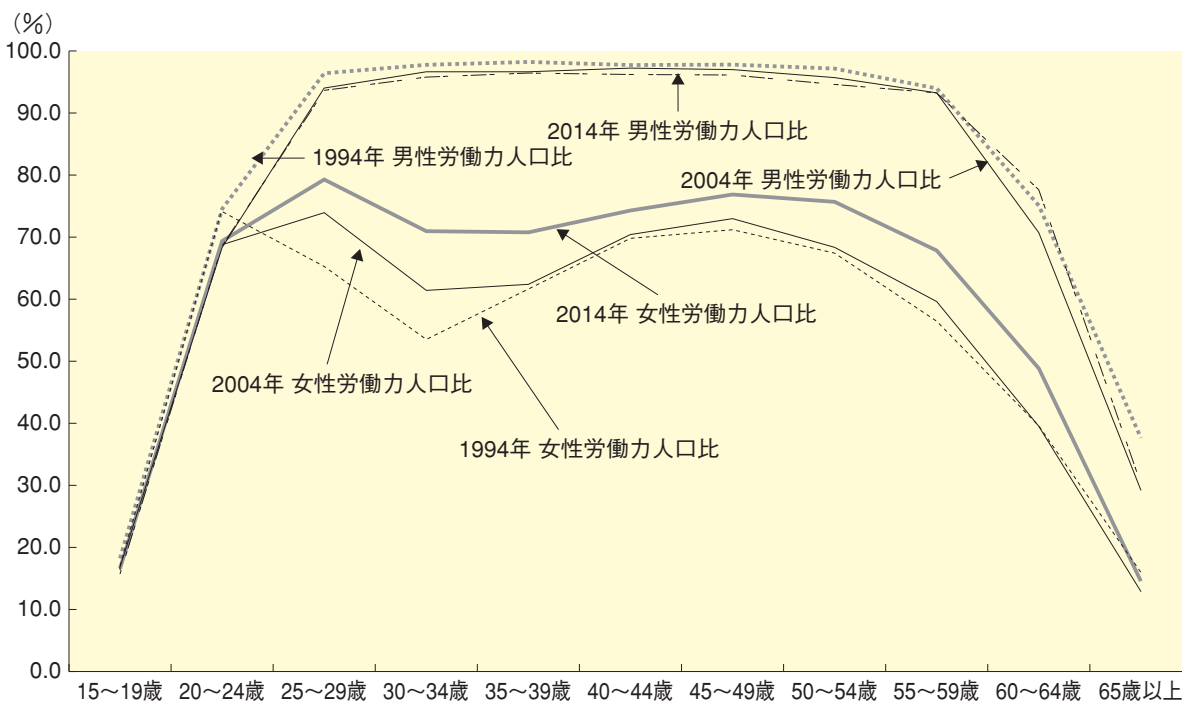 （％）
100.0
90.0
80.0
70.0
60.0
50.0
40.0
30.0
20.0
10.0
0.0
2014年 男性労働力人口比
1994年 男性労働力人口比
2004年 男性労働力人口比
2014年 女性労働力人口比
2004年 女性労働力人口比
1994年 女性労働力人口比
15～19歳 20～24歳 25～29歳 30～34歳 35～39歳 40～44歳 45～49歳 50～54歳 55～59歳 60～64歳 65歳以上